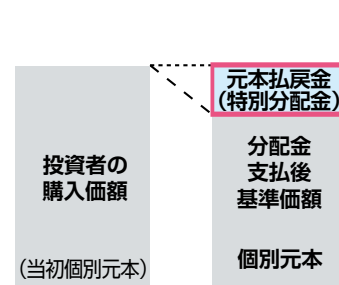 投資者の
購入価額
(当初個別元本)
元本払戻金
(特別分配金)
分配金
支払後
基準価額
個別元本